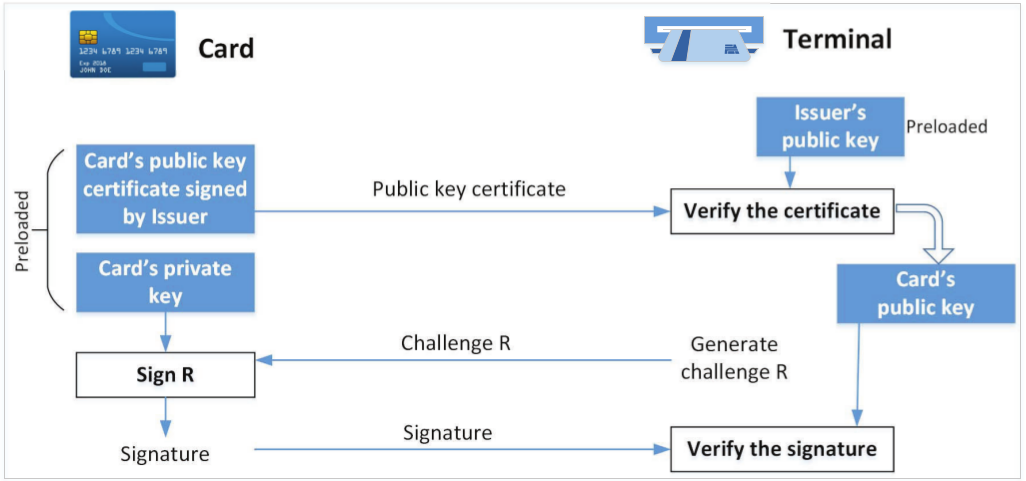 Card
Terminal
1234 6789 1234 6789
Exp 2018
JOHN DOE
Issuer's
public key
Preloaded
Preloaded
Card's public key
certificate signed
by Issuer
Public key certificate
Verify the certificate
Card's private
key
Card's
public key
Challenge R
Generate
challenge R
Sign R
Signature
Signature
Verify the signature